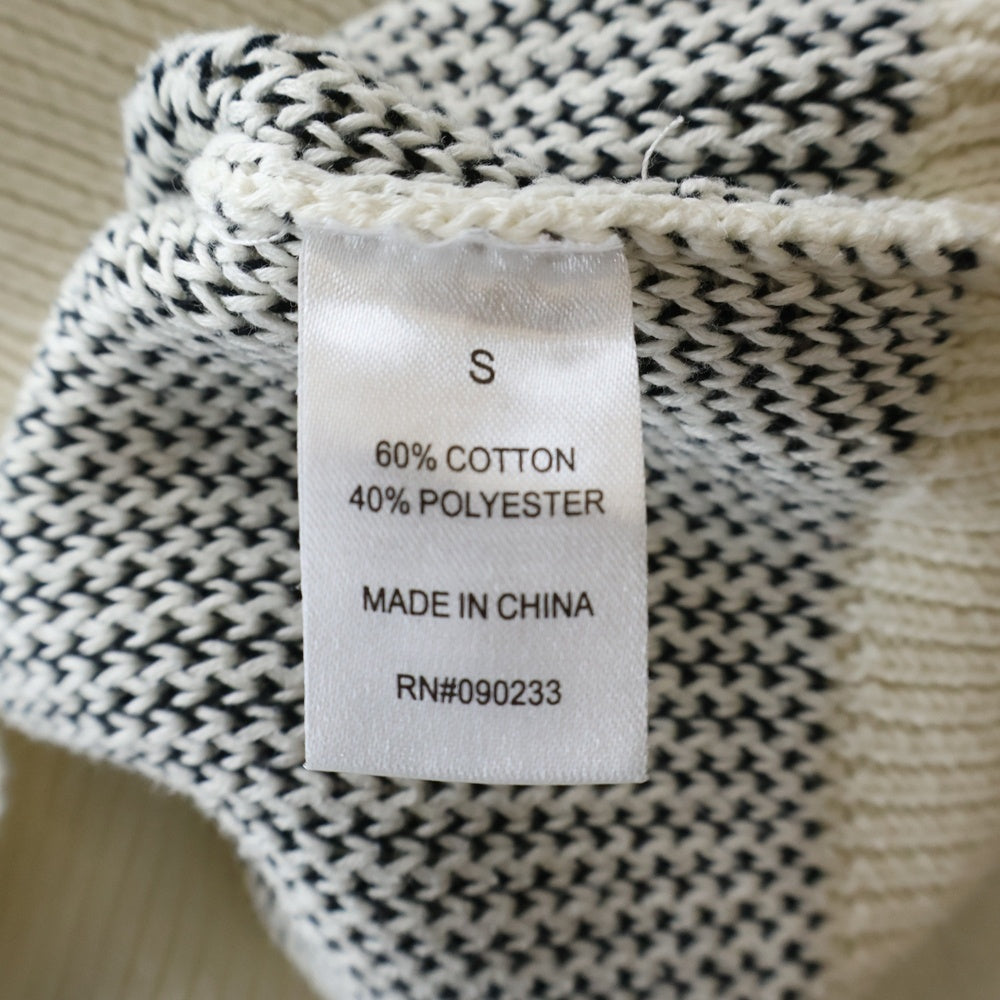 S
60% COTTON
40% POLYESTER
MADE IN CHINA
RN#090233